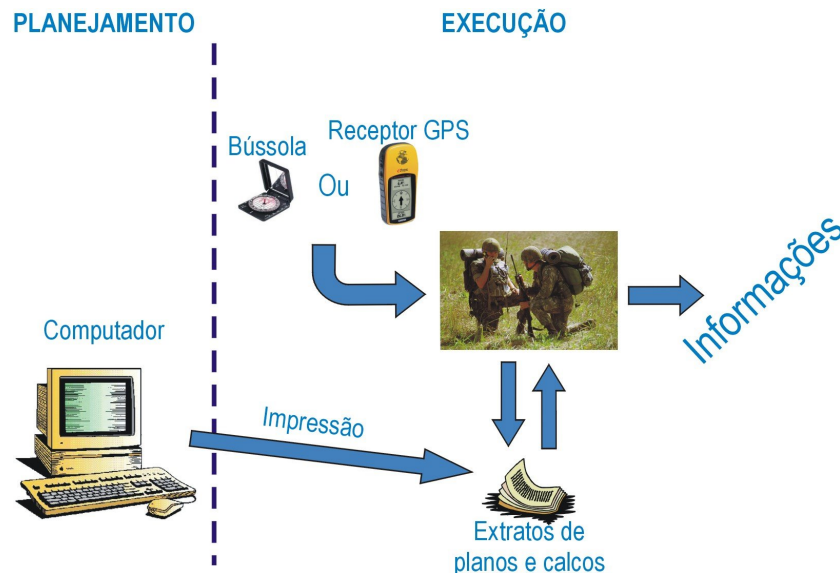 PLANEJAMENTO
EXECUÇÃO
Bússola
Ou
Receptor GPS
Informações
Computador
Impressão
Extratos de
planos e calcos